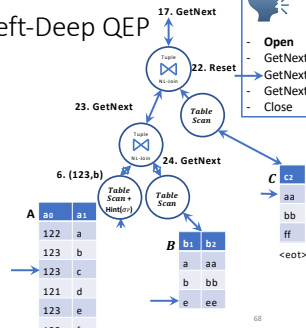 17. GetNext
eft-Deep QEP
Tuple
NL-Join
22. Reset
- Open
- GetNext
GetNext
- GetNext
- Close
23. GetNext
Table
Scan
Tuple
NL-Join
24. GetNext
6. (123,b)
Table
Scan +
Hint(σP)
Table
Scan
C c2
aa
bb
ff
<eot>
A a0 a1
122 a
123 b
123 c
121 d
123 e
B b1 b2
a aa
b bb
e ee
68